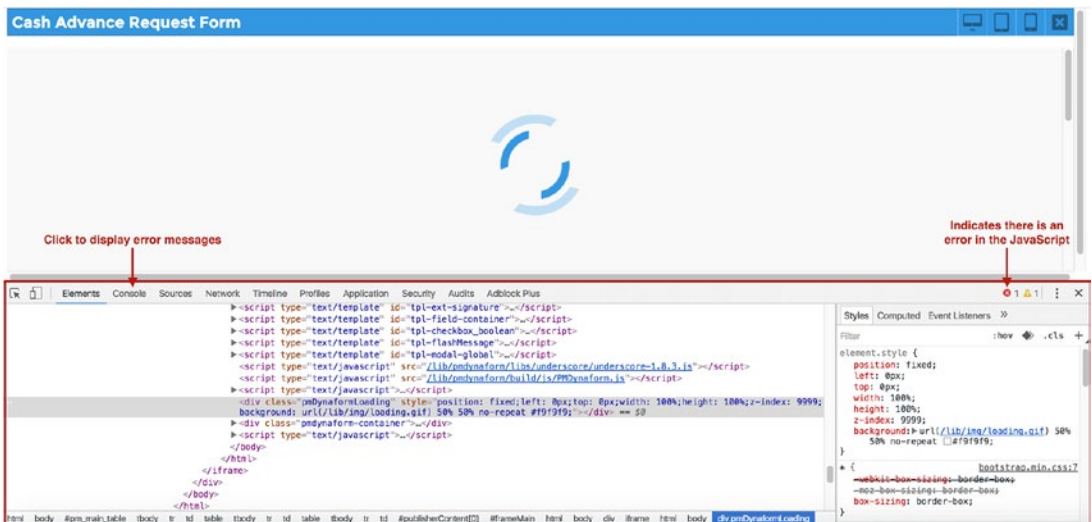 Cash Advance Request Form
Click to display error messages
Indicates there is an
error in the JavaScript
Elements Console Sources Network Timeline Profiles Application Security Audits Adblock Plus
1 1
▶<script type="text/template" id="tpl-ext-signature">…</script>
▶<script type="text/template" id="tpl-field-container">…</script>
▶<script type="text/template" id="tpl-checkbox_boolean">…</script>
▶<script type="text/template" id="tpl-flashMessage">…</script>
▶<script type="text/template" id="tpl-modal-global">…</script>
<script type="text/javascript" src="/lib/pmdynaform/libs/underscore/underscore-1.8.3.js"></script>
<script type="text/javascript" src="/lib/pmdynaform/build/js/PMDynaform.js"></script>
▶<script type="text/javascript">…</script>
<div class="pmDynaformLoading" style="position: fixed;left: 0px;top: 0px;width: 100%;height: 100%;z-index: 9999;
background: url(/lib/img/loading.gif) 50% 50% no-repeat #f9f9f9;"></div> == $0
▶<div class="pmdynaform-container">…</div>
▶<script type="text/javascript">…</script>
</body>
</html>
</iframe>
</div>
</body>
</html>
html body #pm_main_table tbody tr td table tbody tr td table tbody tr td #publisherContent[0] #frameMain html body div iframe html body div.pmDynaformLoading
Styles Computed Event Listeners »
Filter :hov .cls +
element.style {
position: fixed;
left: 0px;
top: 0px;
width: 100%;
height: 100%;
z-index: 9999;
background:▶url(/lib/img/loading.gif) 50%
50% no-repeat #f9f9f9;
}
* { bootstrap.min.css:7
-webkit-box-sizing: border-box;
-moz-box-sizing: border-box;
box-sizing: border-box;
}